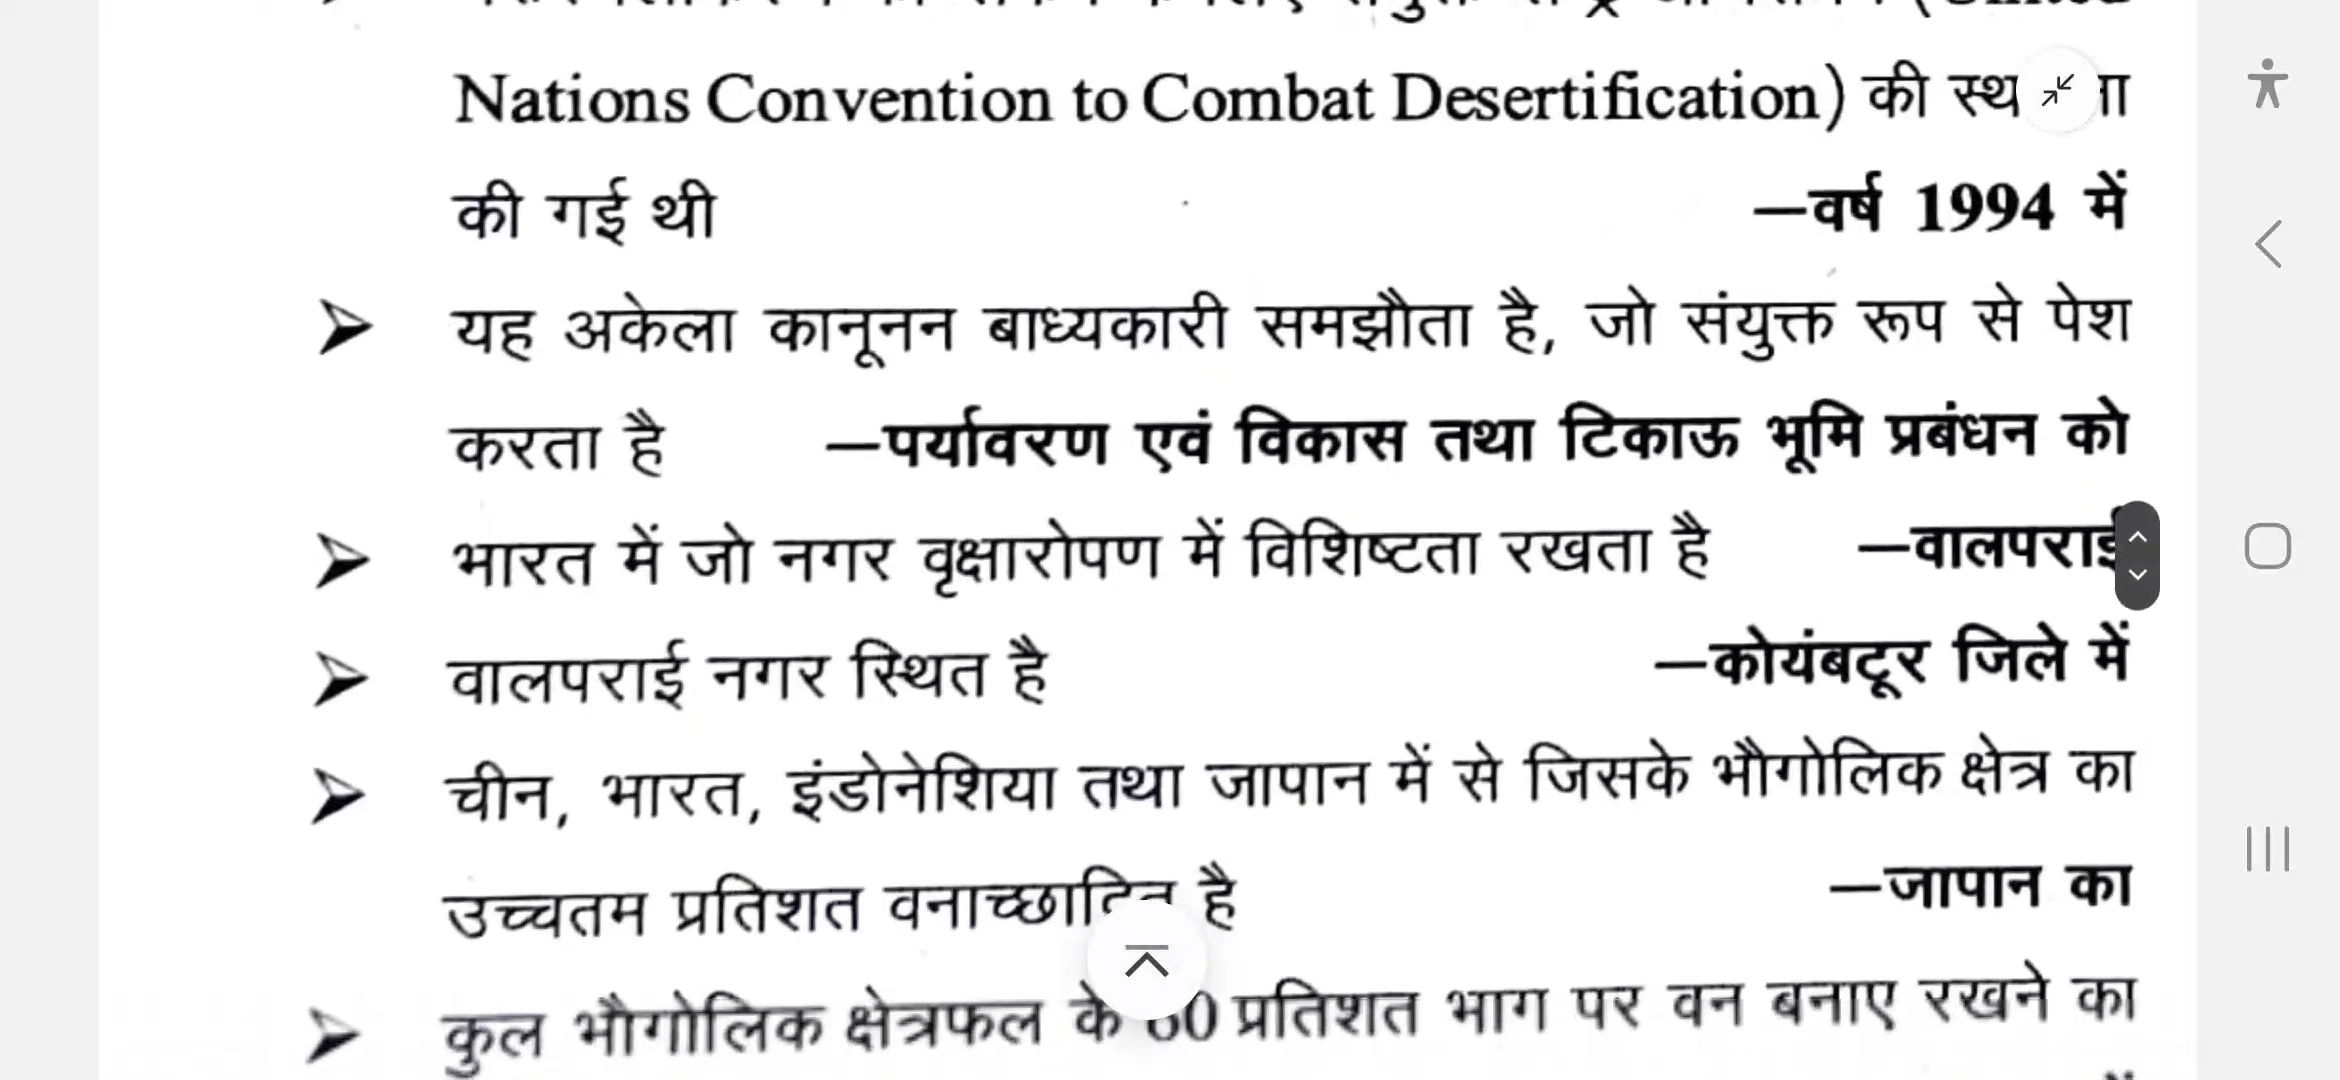 Nations Convention to Combat Desertification) की
की गई थी —वर्ष 1994 में
➢ यह अकेला कानूनन बाध्यकारी समझौता है, जो संयुक्त रूप से पेश
करता है —पर्यावरण एवं विकास तथा टिकाऊ भूमि प्रबंधन को
➢ भारत में जो नगर वृक्षारोपण में विशिष्टता रखता है —वालपराई
➢ वालपराई नगर स्थित है —कोयंबटूर जिले में
➢ चीन, भारत, इंडोनेशिया तथा जापान में से जिसके भौगोलिक क्षेत्र का
उच्चतम प्रतिशत वनाच्छादित है —जापान का
➢ कुल भौगोलिक क्षेत्रफल के 60 प्रतिशत भाग पर वन बनाए रखने का